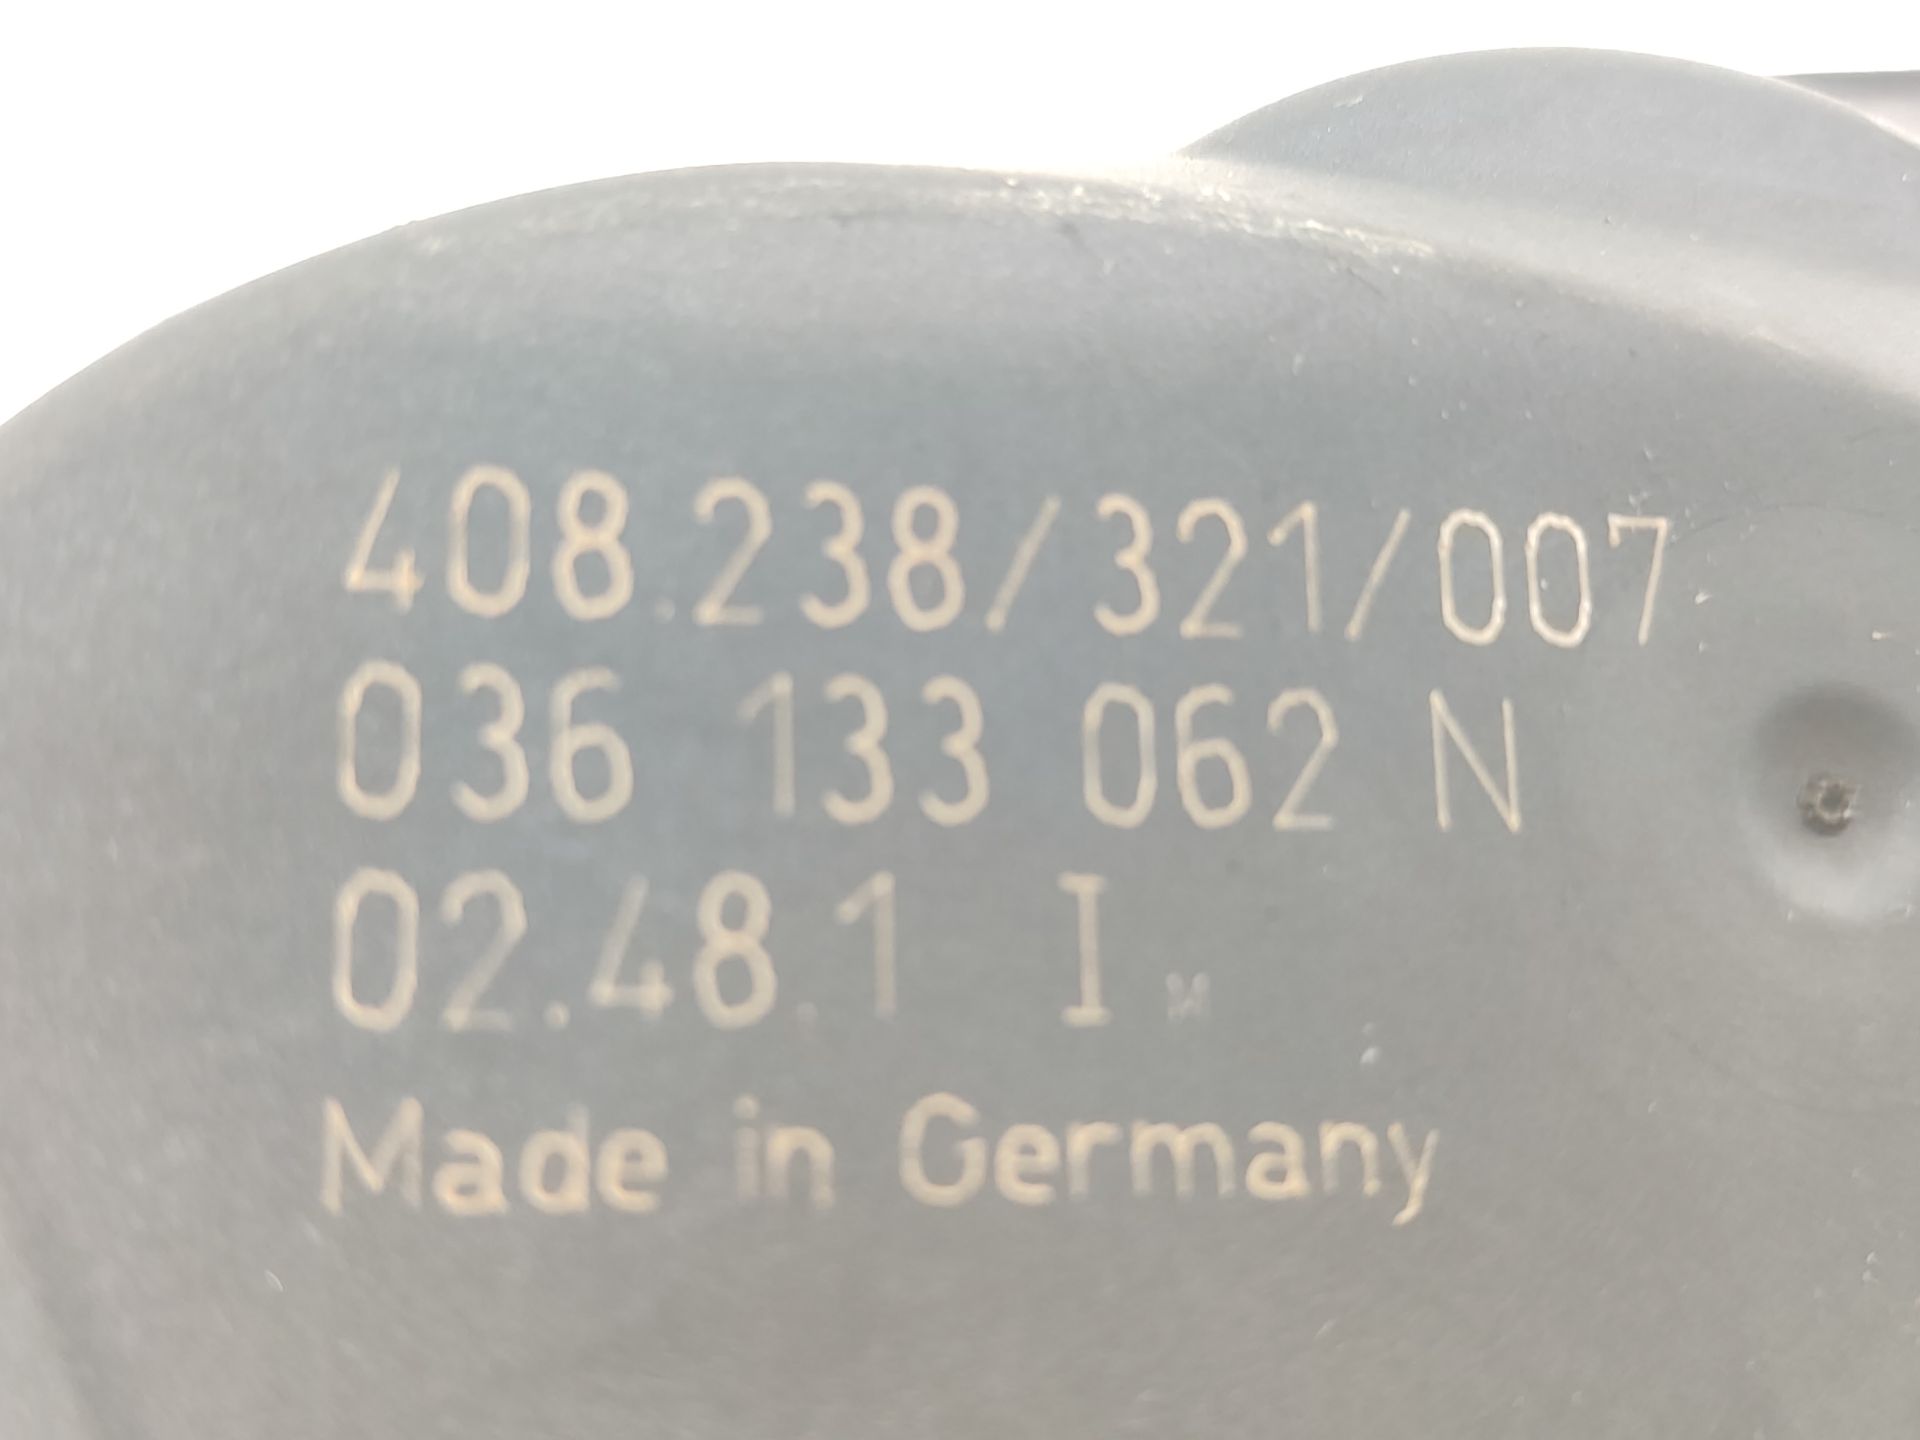 408.238/321/007
036 133 062 N
02.48.1 I M
Made in Germany